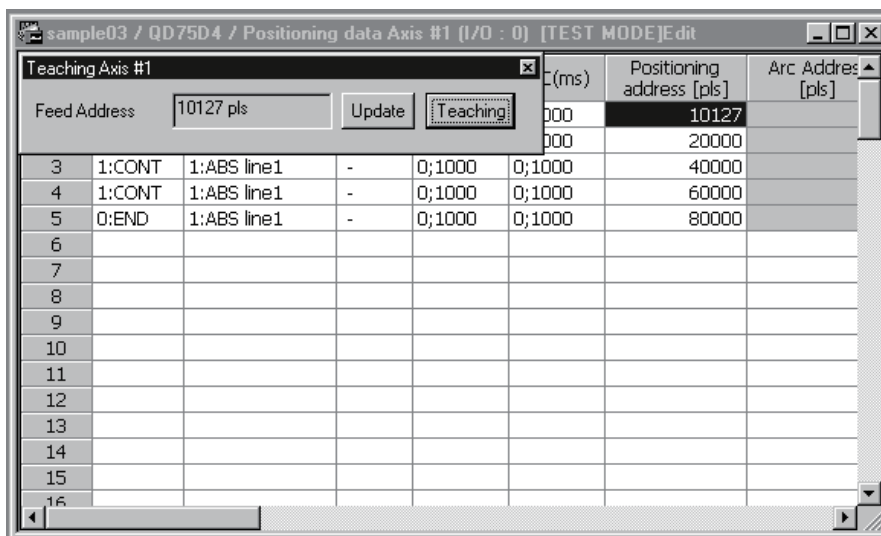 sample03 / QD75D4 / Positioning data Axis #1 (I/O : 0) [TEST MODE]Edit
Teaching Axis #1
Feed Address 10127 pls Update Teaching
C(ms) Positioning address [pls] Arc Addres [pls]
000 10127
000 20000
3 1:CONT 1:ABS line1 - 0;1000 0;1000 40000
4 1:CONT 1:ABS line1 - 0;1000 0;1000 60000
5 0:END 1:ABS line1 - 0;1000 0;1000 80000
6
7
8
9
10
11
12
13
14
15
16